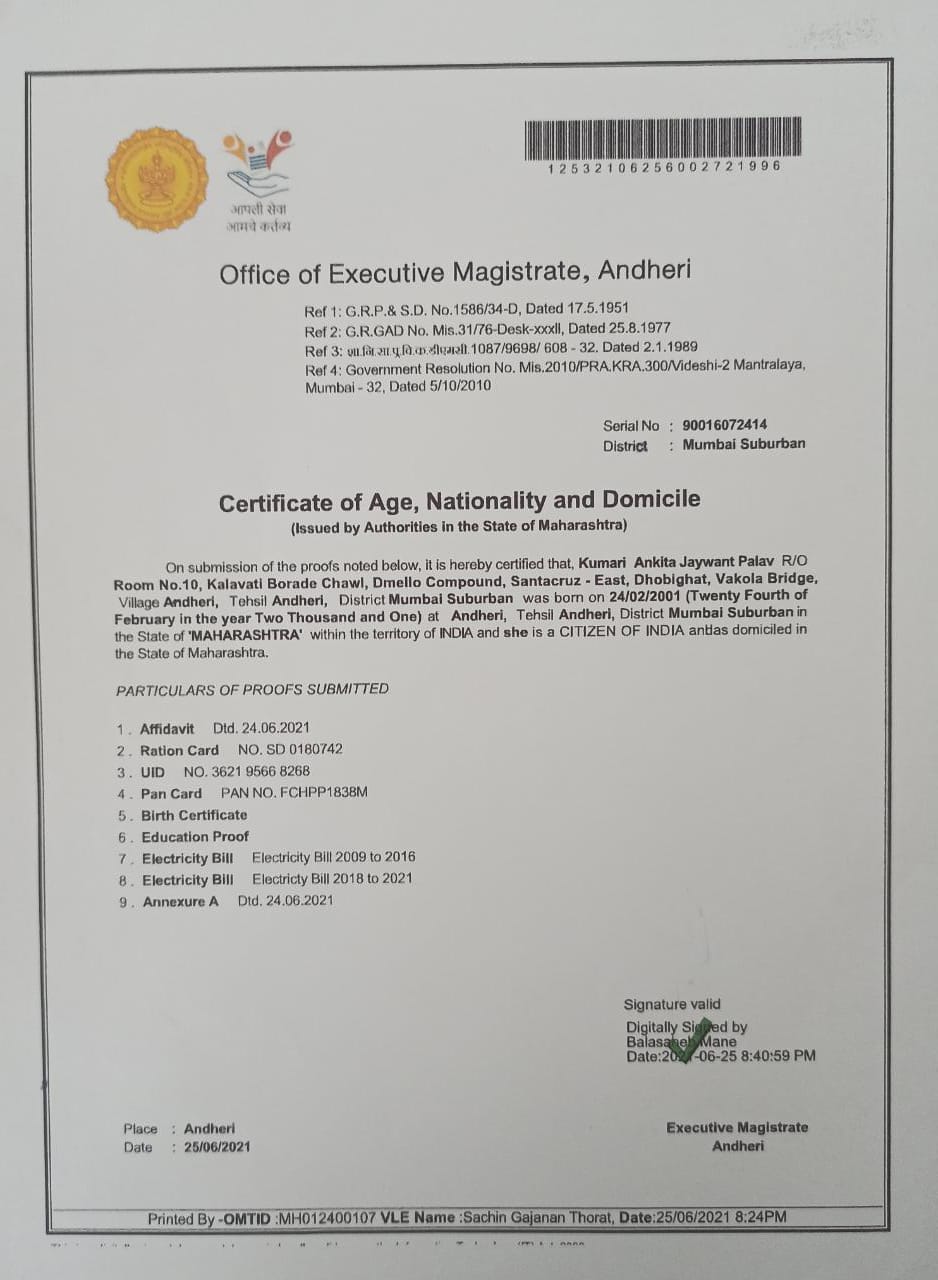 आपली सेवा
आमचे कर्तव्य
12532106256002721996
Office of Executive Magistrate, Andheri
Ref 1: G.R.P.& S.D. No.1586/34-D, Dated 17.5.1951
Ref 2: G.R.GAD No. Mis.31/76-Desk-xxxII, Dated 25.8.1977
Ref 3: शा.नि.सा.पू.वि.क.डीएमसी.1087/9698/ 608 - 32. Dated 2.1.1989
Ref 4: Government Resolution No. Mis.2010/PRA.KRA.300/Videshi-2 Mantralaya,
Mumbai - 32, Dated 5/10/2010
Serial No : 90016072414
District : Mumbai Suburban
Certificate of Age, Nationality and Domicile
(Issued by Authorities in the State of Maharashtra)
On submission of the proofs noted below, it is hereby certified that, Kumari Ankita Jaywant Palav R/O
Room No.10, Kalavati Borade Chawl, Dmello Compound, Santacruz - East, Dhobighat, Vakola Bridge,
Village Andheri, Tehsil Andheri, District Mumbai Suburban was born on 24/02/2001 (Twenty Fourth of
February in the year Two Thousand and One) at Andheri, Tehsil Andheri, District Mumbai Suburban in
the State of 'MAHARASHTRA' within the territory of INDIA and she is a CITIZEN OF INDIA and domiciled in
the State of Maharashtra.
PARTICULARS OF PROOFS SUBMITTED
1 . Affidavit Dtd. 24.06.2021
2 . Ration Card NO. SD 0180742
3 . UID NO. 3621 9566 8268
4 . Pan Card PAN NO. FCHPP1838M
5 . Birth Certificate
6 . Education Proof
7 . Electricity Bill Electricity Bill 2009 to 2016
8 . Electricity Bill Electricty Bill 2018 to 2021
9 . Annexure A Dtd. 24.06.2021
Signature valid
Digitally Signed by
Balasaheb Mane
Date:2021-06-25 8:40:59 PM
Place : Andheri
Date : 25/06/2021
Executive Magistrate
Andheri
Printed By -OMTID :MH012400107 VLE Name :Sachin Gajanan Thorat, Date:25/06/2021 8:24PM